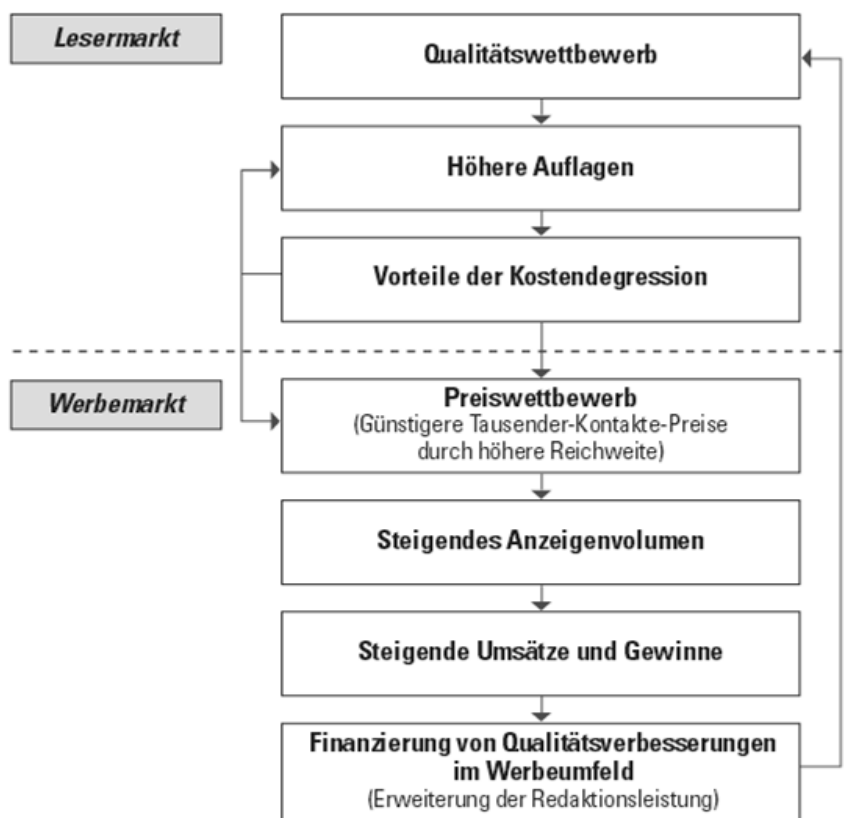 Lesermarkt
Qualitätswettbewerb
Höhere Auflagen
Vorteile der Kostendegression
Werbemarkt
Preiswettbewerb
(Günstigere Tausender-Kontakte-Preise
durch höhere Reichweite)
Steigendes Anzeigenvolumen
Steigende Umsätze und Gewinne
Finanzierung von Qualitätsverbesserungen
im Werbeumfeld
(Erweiterung der Redaktionsleistung)